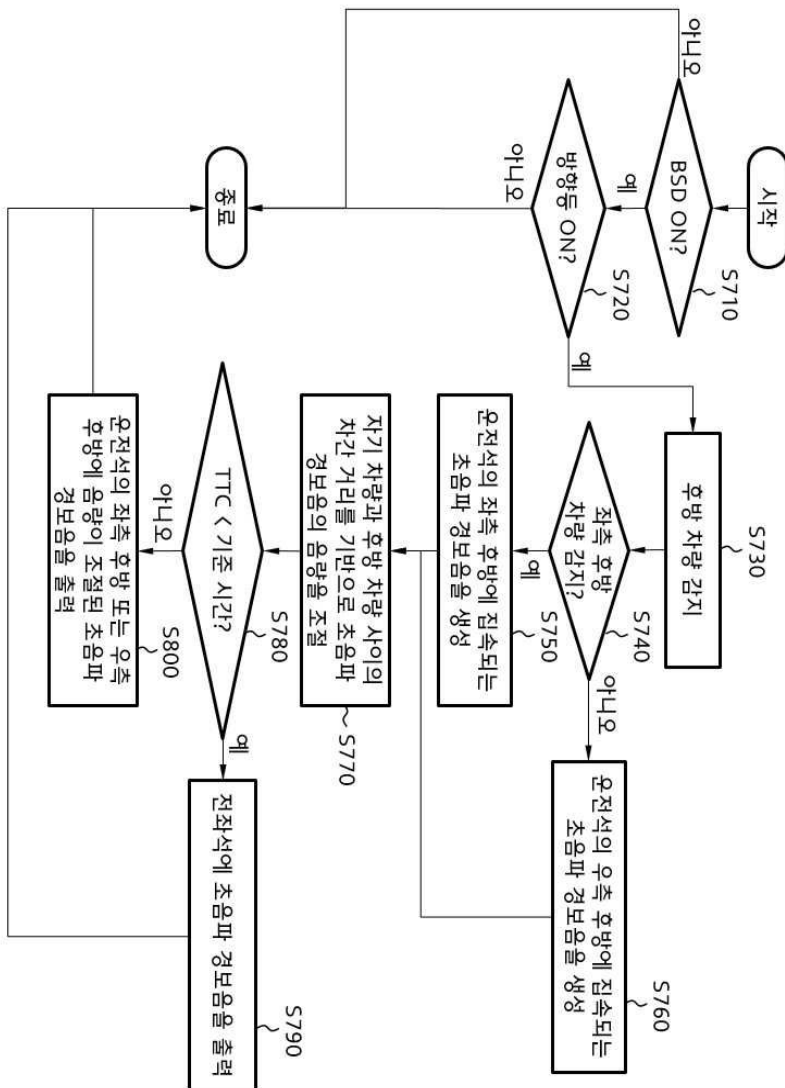 시작
BSD ON?
S710
아니요
예
방향등 ON?
S720
아니요
예
후방 차량 감지
S730
좌측 후방
차량 감지?
S740
예
아니요
운전석의 좌측 후방에 집속되는
초음파 경보음을 생성
S750
운전석의 우측 후방에 집속되는
초음파 경보음을 생성
S760
자기 차량과 후방 차량 사이의
차간 거리를 기반으로 초음파
경보음의 음량을 조절
S770
TTC < 기준 시간?
S780
예
아니요
전좌석에 초음파 경보음을 출력
S790
운전석의 좌측 후방 또는 우측
후방에 음량이 조절된 초음파
경보음을 출력
S800
종료